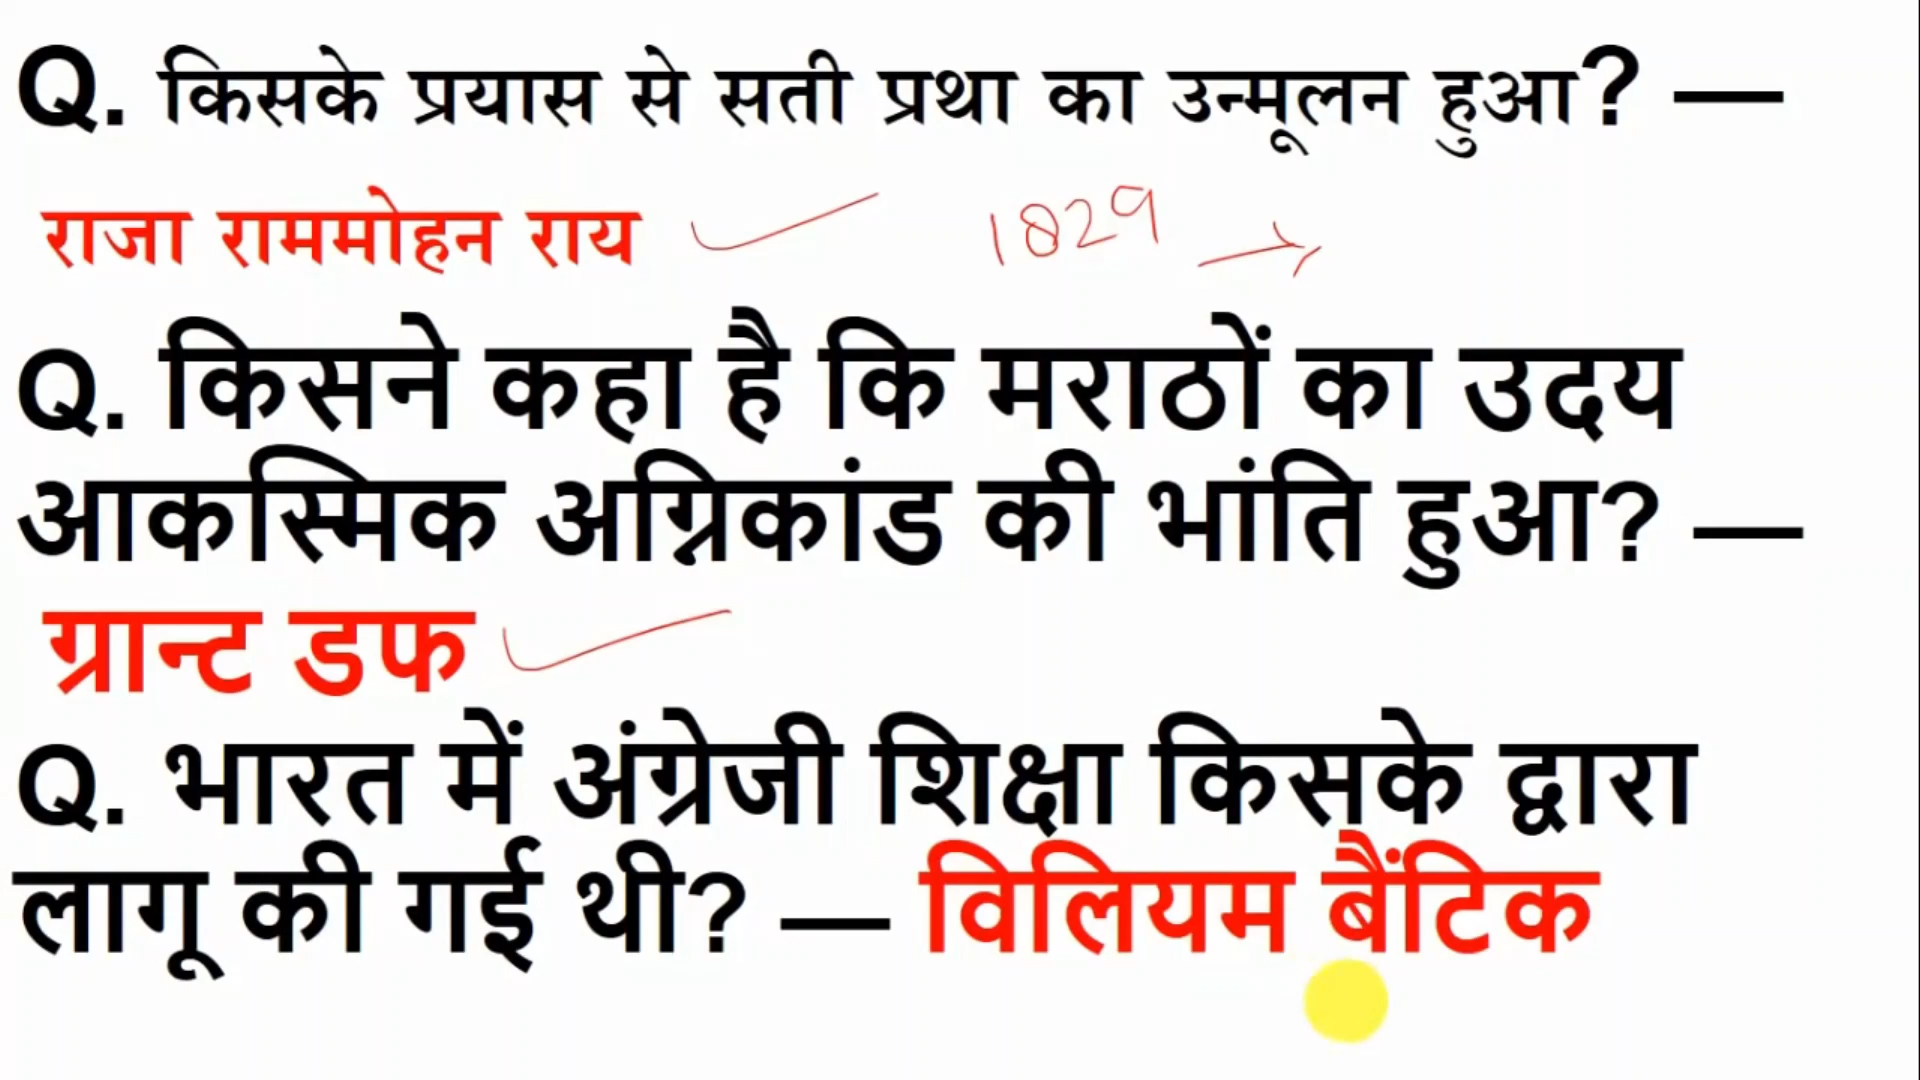 Q. किसके प्रयास से सती प्रथा का उन्मूलन हुआ? —
राजा राममोहन राय 1829 →
Q. किसने कहा है कि मराठों का उदय
आकस्मिक अग्निकांड की भांति हुआ? —
ग्रान्ट डफ
Q. भारत में अंग्रेजी शिक्षा किसके द्वारा
लागू की गई थी? — विलियम बैंटिक